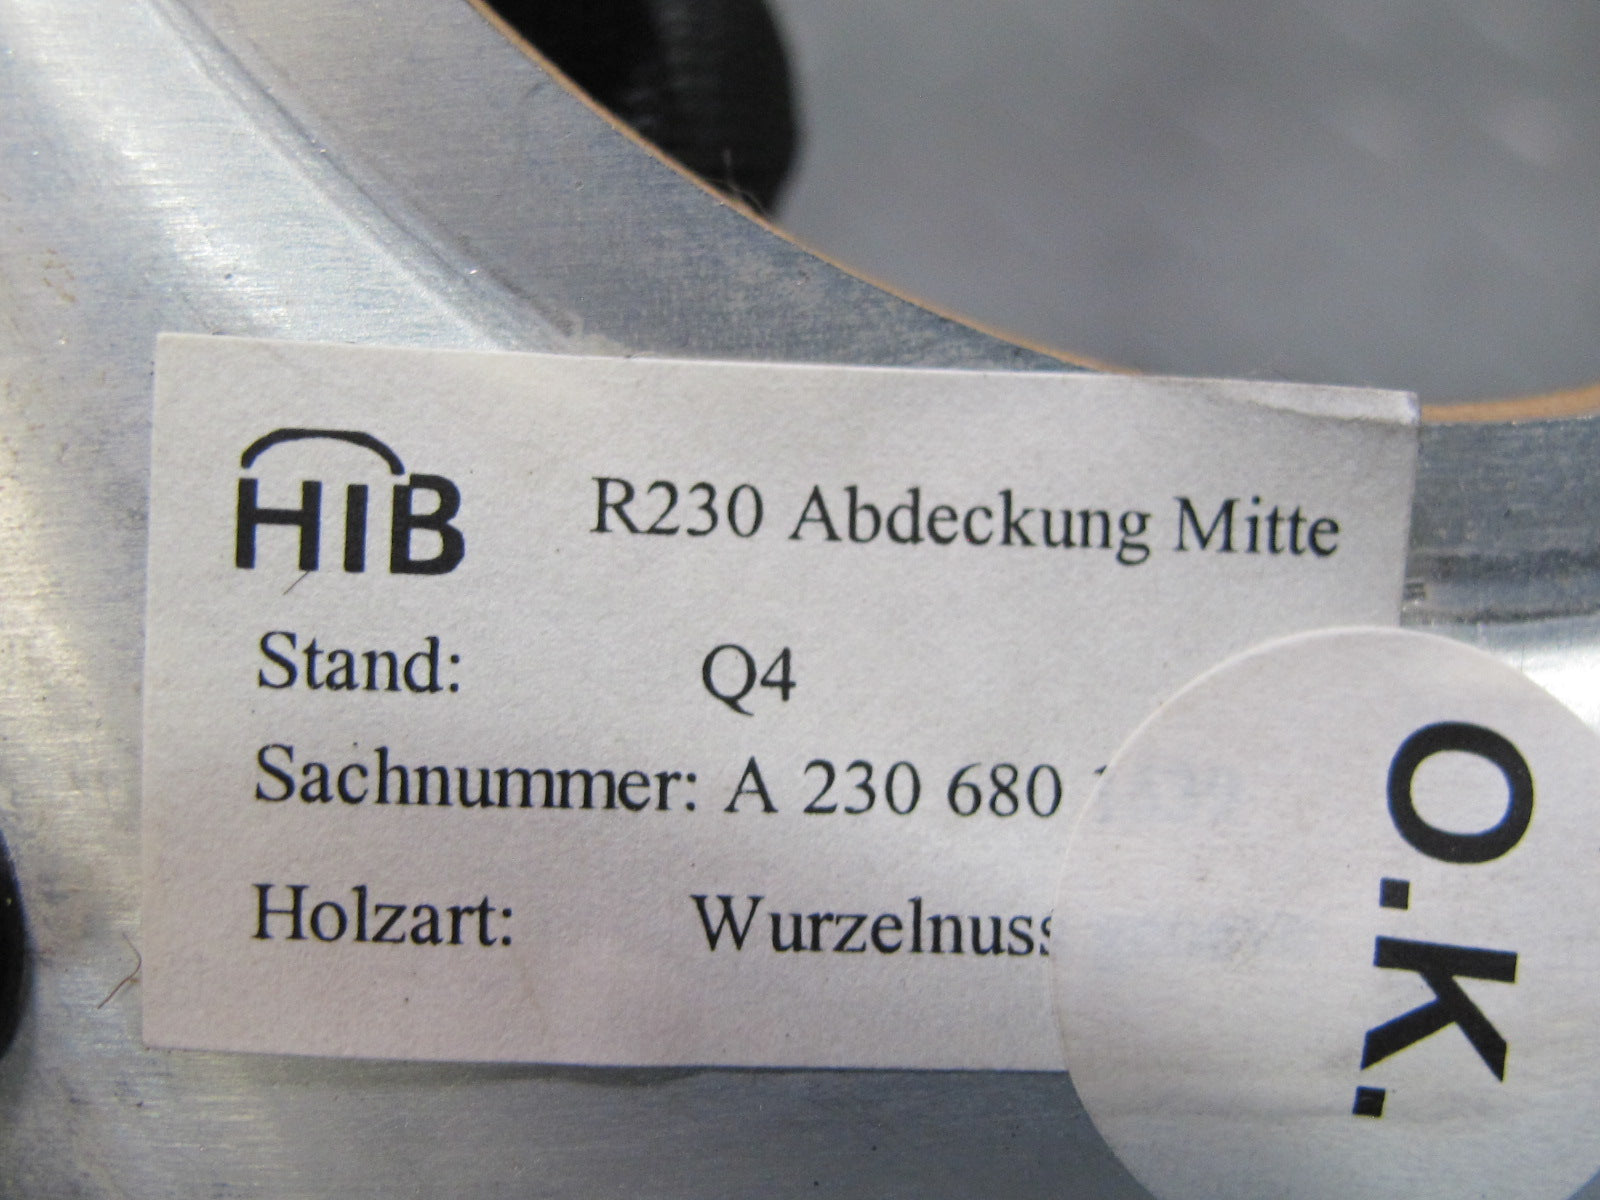 HIB R230 Abdeckung Mitte
Stand: Q4
Sachnummer: A 230 680
Holzart: Wurzelnuss
O.K.